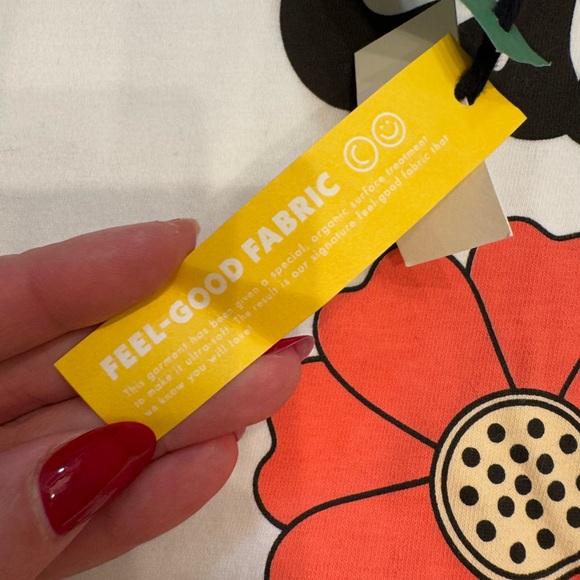 FEEL-GOOD FABRIC
This garment has been given a special, organic surface treatment
to make it ultra-soft. The result is our signature feel-good fabric that
we know you will love!